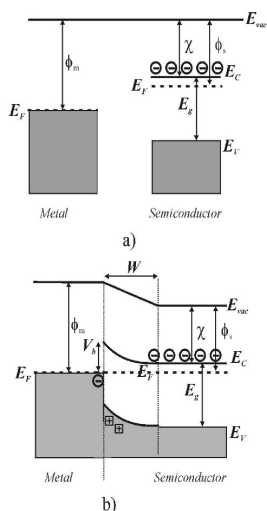 E_vac
χ ϕ_s
ϕ_m
E_C
E_F E_F
E_g
E_V
Metal Semiconductor
a)
W
E_vac
ϕ_m V_b χ ϕ_s
E_C
E_F E_F
E_g
E_V
Metal Semiconductor
b)